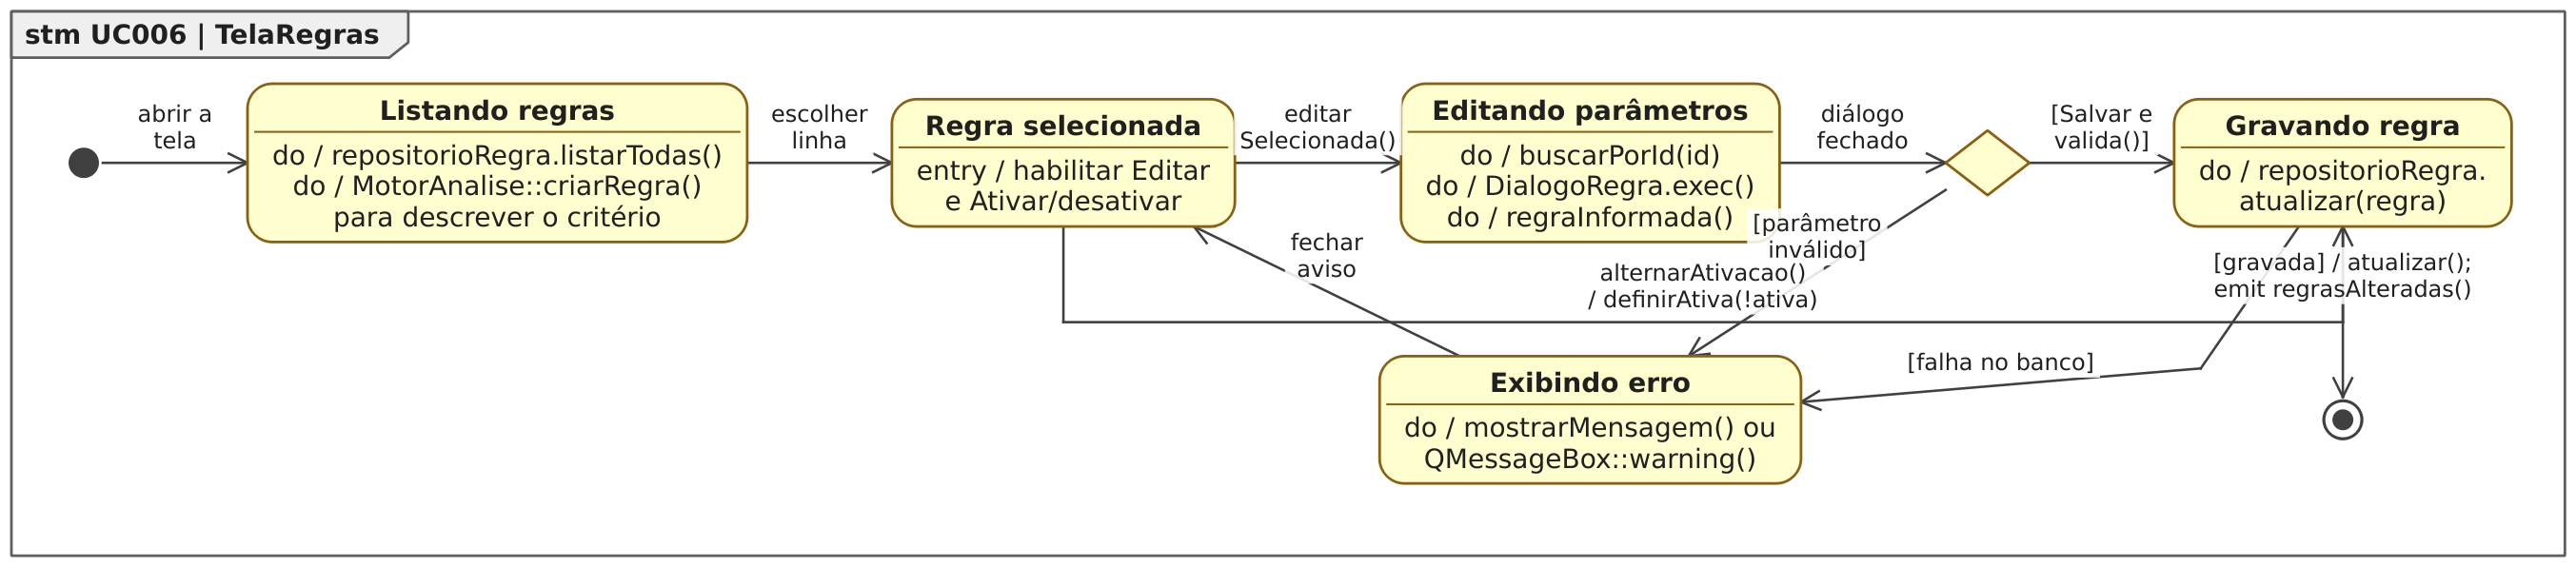 stm UC006 | TelaRegras
abrir a
tela
Listando regras
do / repositorioRegra.listarTodas()
do / MotorAnalise::criarRegra()
para descrever o critério
escolher
linha
Regra selecionada
entry / habilitar Editar
e Ativar/desativar
editar
Selecionada()
Editando parâmetros
do / buscarPorId(id)
do / DialogoRegra.exec()
do / regraInformada()
diálogo
fechado
[Salvar e
valida()]
Gravando regra
do / repositorioRegra.
atualizar(regra)
[parâmetro
inválido]
fechar
aviso
alternarAtivacao()
/ definirAtiva(!ativa)
[gravada] / atualizar();
emit regrasAlteradas()
[falha no banco]
Exibindo erro
do / mostrarMensagem() ou
QMessageBox::warning()